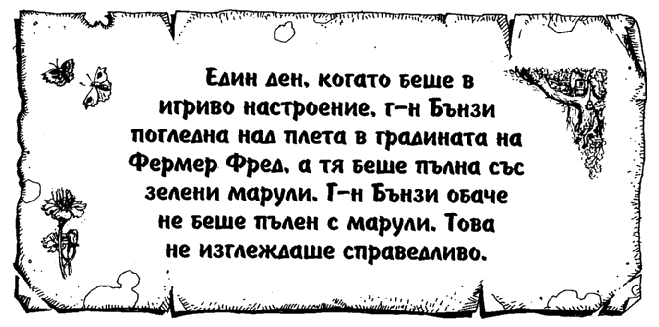 Един ден, когато беше в
игриво настроение, г-н Бънзи
погледна над плета в градината на
Фермер Фред, а тя беше пълна със
зелени марули. Г-н Бънзи обаче
не беше пълен с марули. Това
не изглеждаше справедливо.